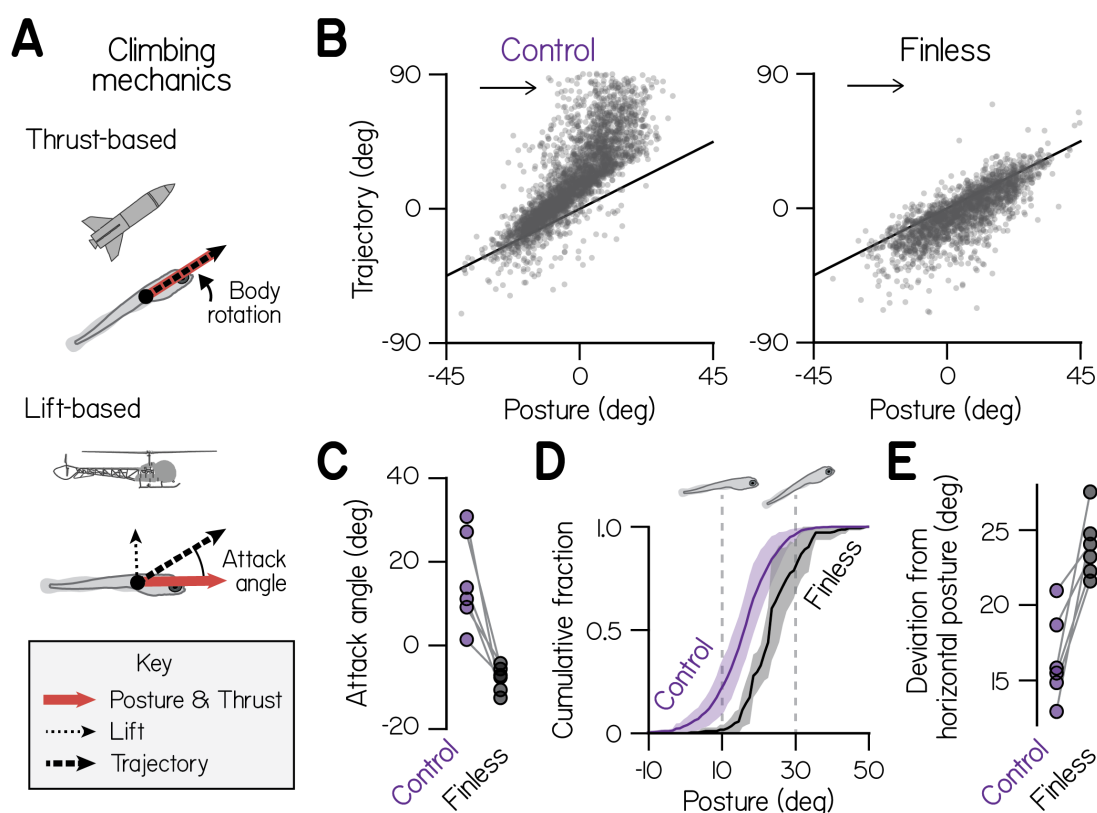 A
Climbing
mechanics
Thrust-based
Body
rotation
Lift-based
Attack
angle
Key
Posture & Thrust
Lift
Trajectory
B
Control
Finless
90
0
-90
Trajectory (deg)
-45
0
45
Posture (deg)
90
0
-90
-45
0
45
Posture (deg)
C
40
20
0
-20
Attack angle (deg)
Control
Finless
D
1.0
0.5
0
Cumulative fraction
Control
Finless
-10
10
30
50
Posture (deg)
E
25
20
15
Deviation from
horizontal posture (deg)
Control
Finless